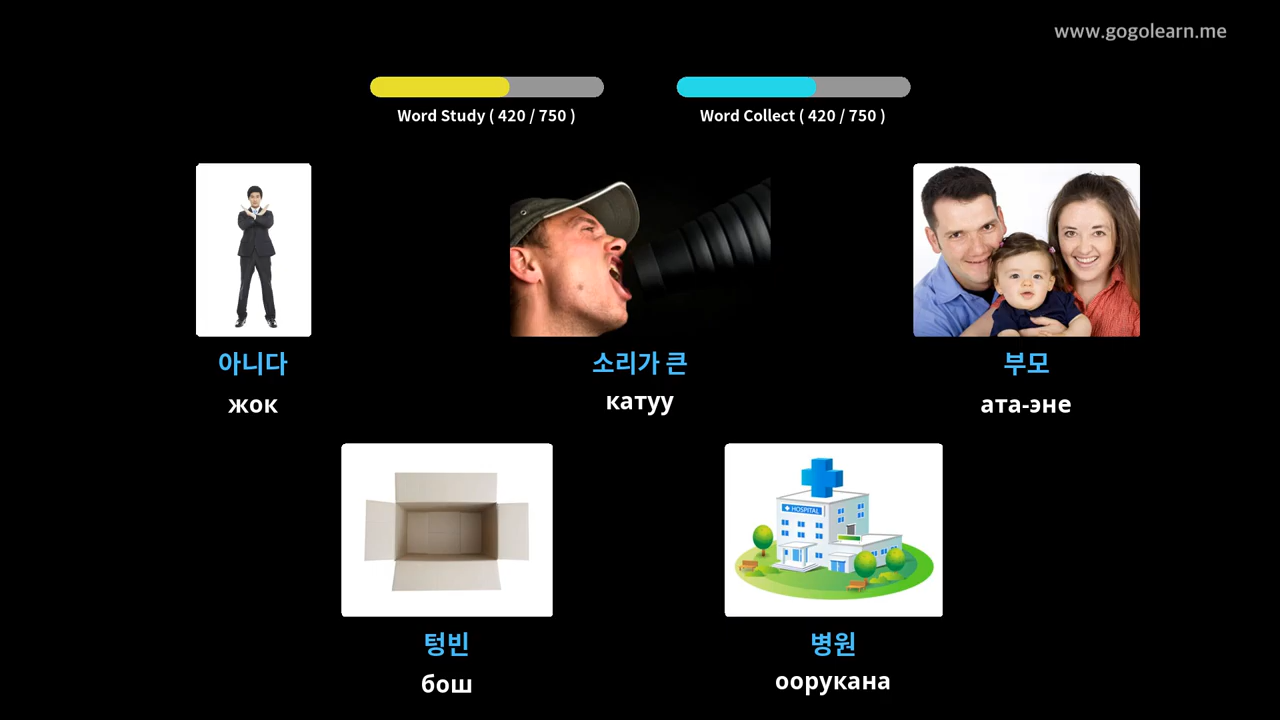 www.gogolearn.me
Word Study ( 420 / 750 )
Word Collect ( 420 / 750 )
아니다
жок
소리가 큰
катуу
부모
ата-эне
HOSPITAL
텅빈
бош
병원
оорукана